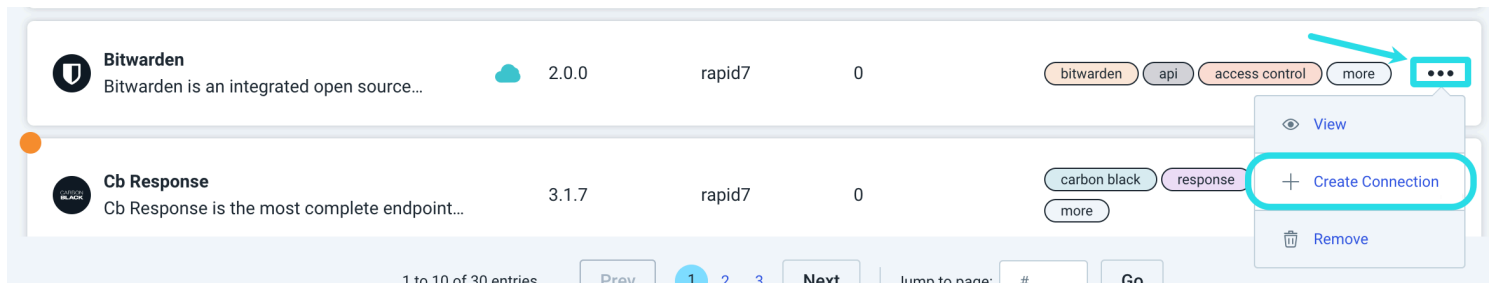 Bitwarden
Bitwarden is an integrated open source...
2.0.0
rapid7
0
bitwarden api access control more
View
Create Connection
Remove
CARBON
BLACK
Cb Response
Cb Response is the most complete endpoint...
3.1.7
rapid7
0
carbon black response
more
1 to 10 of 30 entries
Prev 1 2 3 Next
Jump to page: # Go